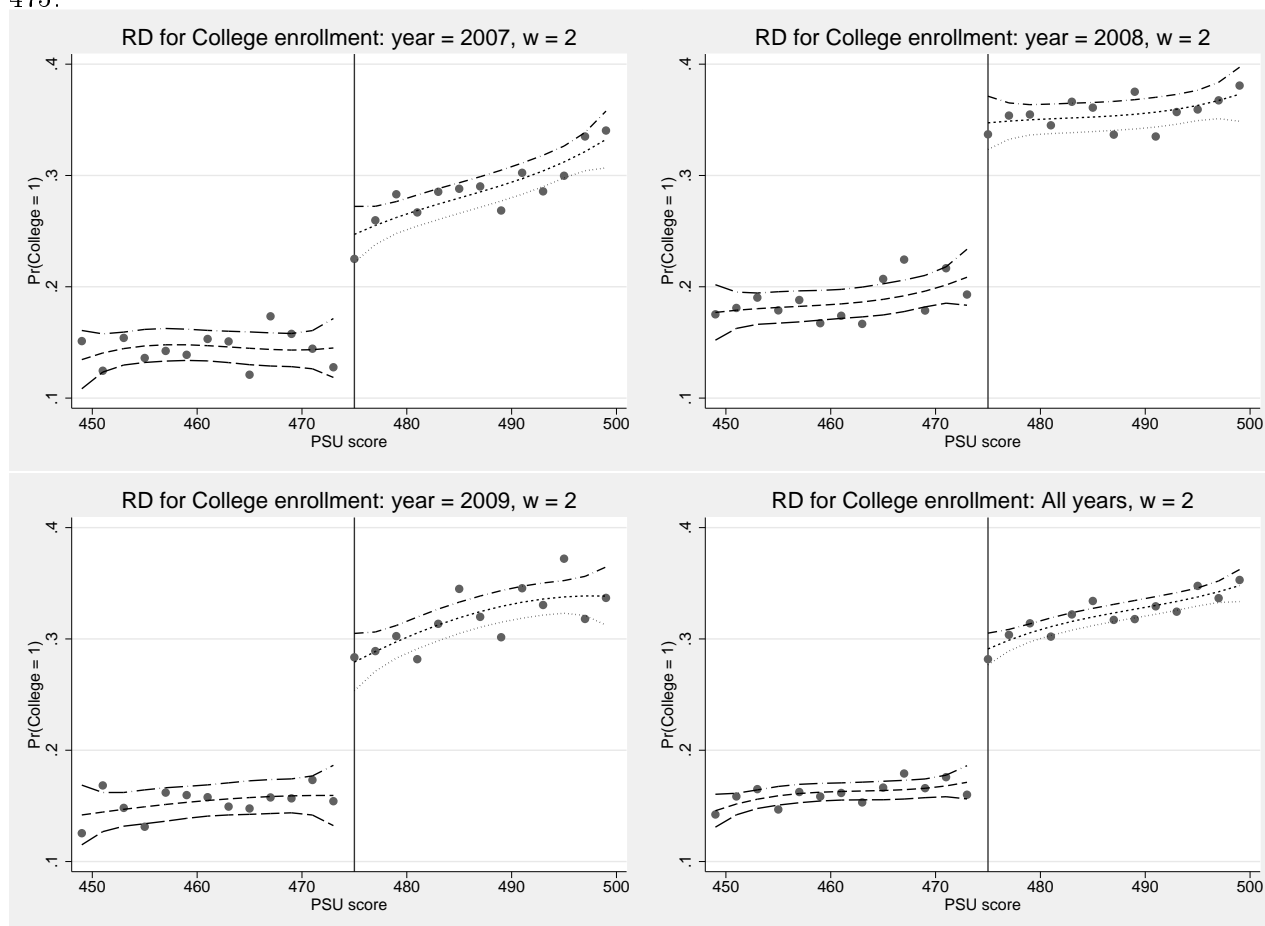 475.
RD for College enrollment: year = 2007, w = 2
Pr(College = 1)
.4
.3
.2
.1
450 460 470 480 490 500
PSU score
RD for College enrollment: year = 2008, w = 2
Pr(College = 1)
.4
.3
.2
.1
450 460 470 480 490 500
PSU score
RD for College enrollment: year = 2009, w = 2
Pr(College = 1)
.4
.3
.2
.1
450 460 470 480 490 500
PSU score
RD for College enrollment: All years, w = 2
Pr(College = 1)
.4
.3
.2
.1
450 460 470 480 490 500
PSU score